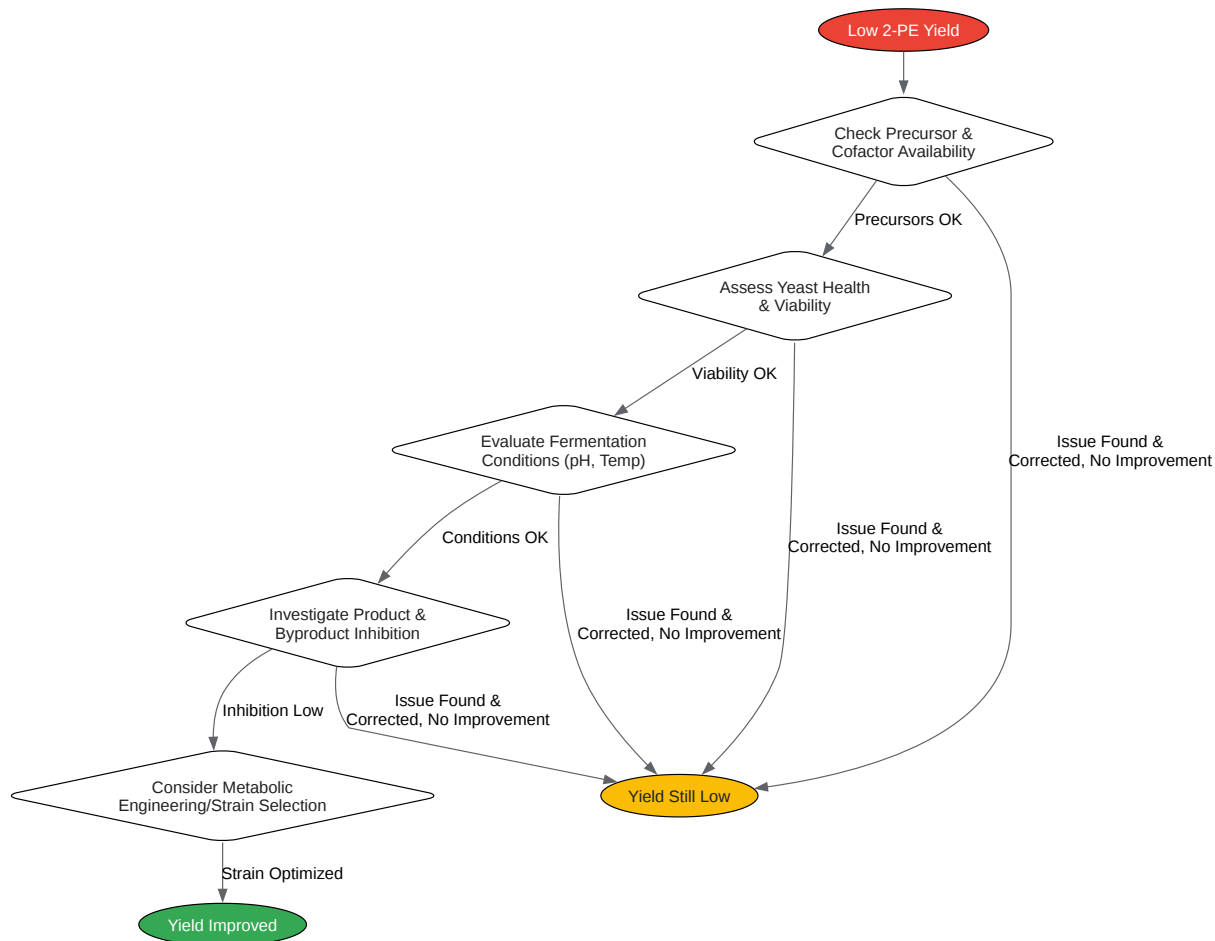 Low 2-PE Yield
Check Precursor &
Cofactor Availability
Precursors OK
Assess Yeast Health
& Viability
Viability OK
Issue Found &
Corrected, No Improvement
Evaluate Fermentation
Conditions (pH, Temp)
Conditions OK
Issue Found &
Corrected, No Improvement
Issue Found &
Corrected, No Improvement
Investigate Product &
Byproduct Inhibition
Inhibition Low
Issue Found &
Corrected, No Improvement
Consider Metabolic
Engineering/Strain Selection
Yield Still Low
Strain Optimized
Yield Improved